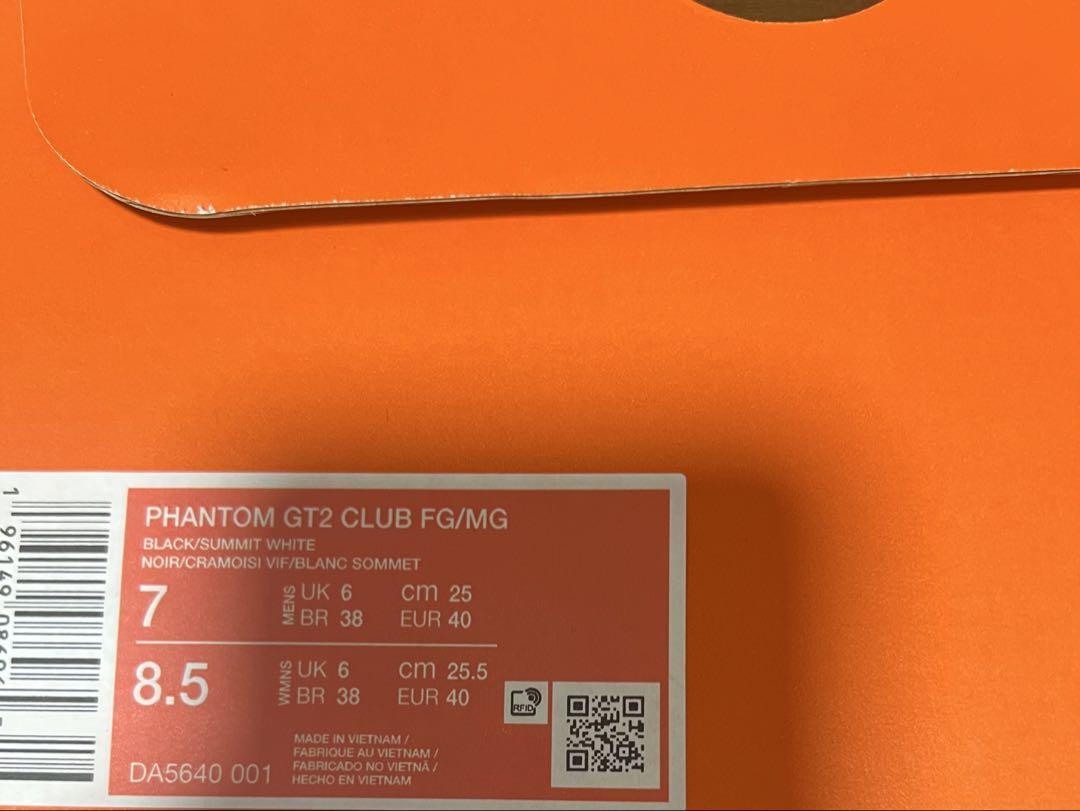 PHANTOM GT2 CLUB FG/MG
BLACK/SUMMIT WHITE
NOIR/CRAMOISI VIF/BLANC SOMMET
7 MENS UK 6 cm 25
BR 38 EUR 40
8.5 WMNS UK 6 cm 25.5
BR 38 EUR 40
RFID
MADE IN VIETNAM /
FABRIQUE AU VIETNAM /
FABRICADO NO VIETNÃ /
HECHO EN VIETNAM
DA5640 001